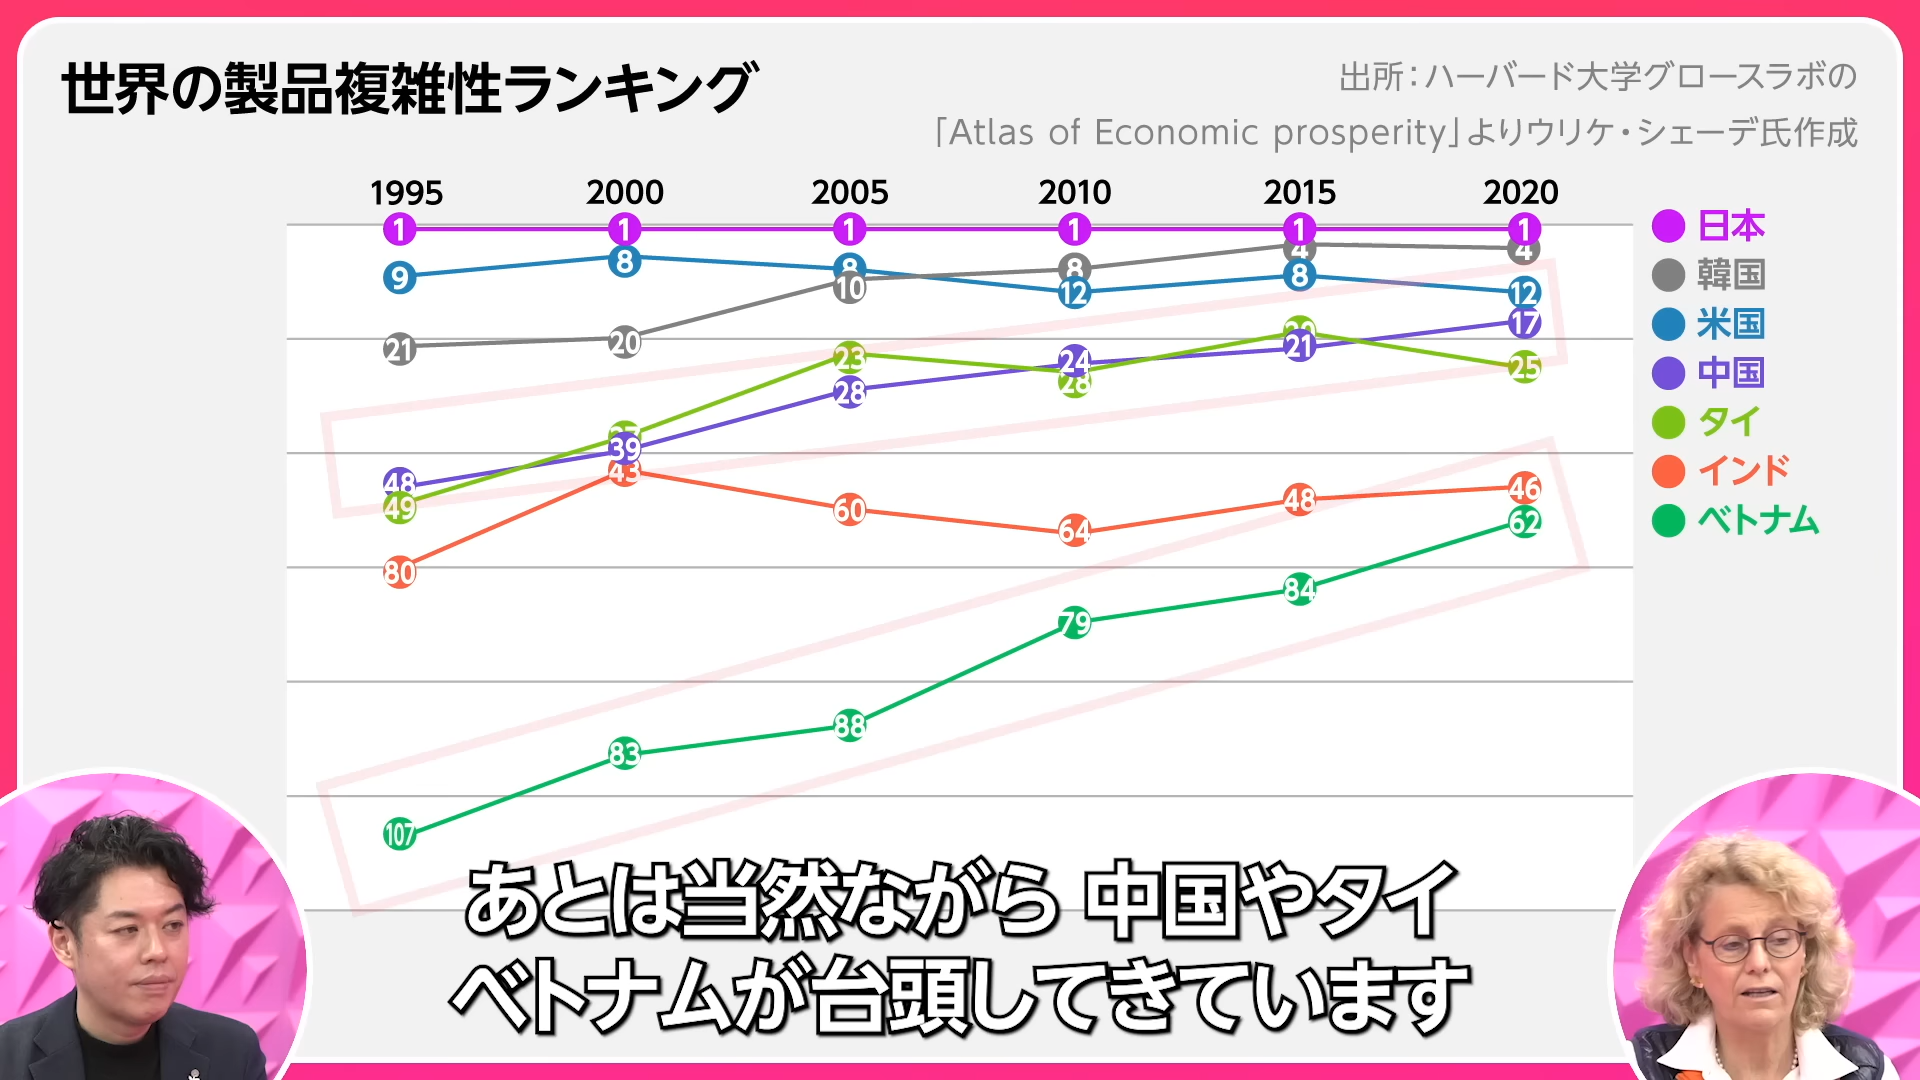 世界の製品複雑性ランキング
出所：ハーバード大学グロースラボの
「Atlas of Economic prosperity」よりウリケ・シェーデ氏作成
1995 2000 2005 2010 2015 2020
1 1 1 1 1 1
9 8 8 12 8 12
21 20 10 8 4 4
48 39 28 24 21 17
49 37 23 28 20 25
80 43 60 64 48 46
107 83 88 79 84 62
日本
韓国
米国
中国
タイ
インド
ベトナム
あとは当然ながら 中国やタイ
ベトナムが台頭してきています